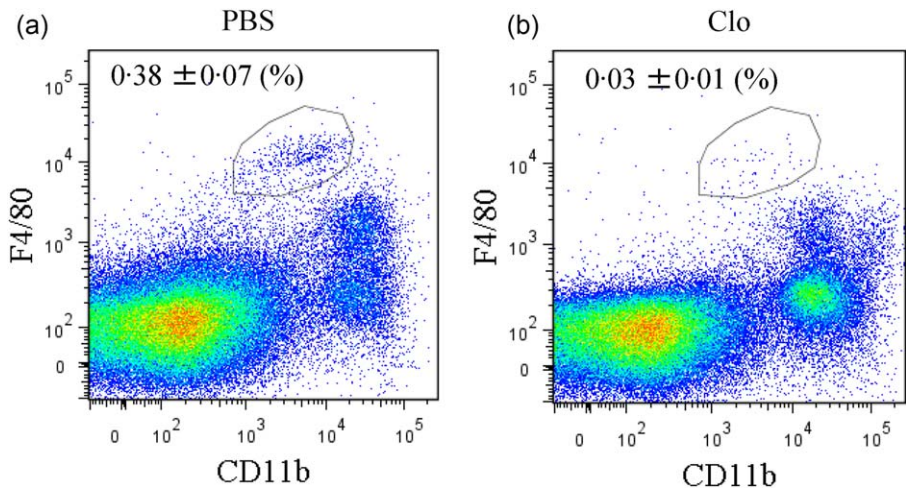 (a)
PBS
0·38 ±0·07 (%)
F4/80
10⁵
10⁴
10³
10²
0
0 10² 10³ 10⁴ 10⁵
CD11b
(b)
Clo
0·03 ±0·01 (%)
F4/80
10⁵
10⁴
10³
10²
0
0 10² 10³ 10⁴ 10⁵
CD11b